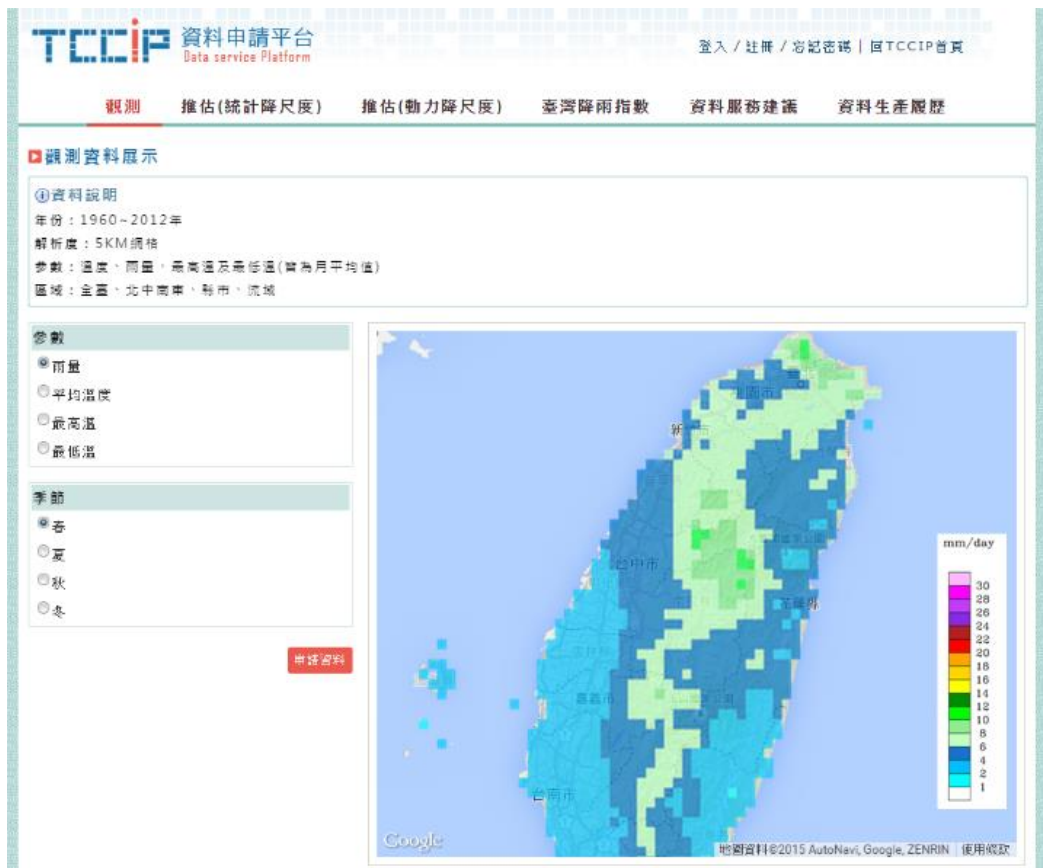 TCCIP 資料申請平台
Data service Platform
登入 / 註冊 / 忘記密碼 | 回TCCIP首頁
觀測 推估(統計降尺度) 推估(動力降尺度) 臺灣降雨指數 資料服務建議 資料生產履歷
觀測資料展示
資料說明
年份：1960~2012年
解析度：5KM網格
參數：溫度、雨量、最高溫及最低溫(皆為月平均值)
區域：全臺、北中南東、縣市、流域
參數
雨量
平均溫度
最高溫
最低溫
季節
春
夏
秋
冬
申請資料
桃園市
新 市
台中市
花蓮縣
嘉義市
台南市
mm/day
30
28
26
24
22
20
18
16
14
12
10
8
6
4
2
1
Google
地圖資料©2015 AutoNavi, Google, ZENRIN 使用條款